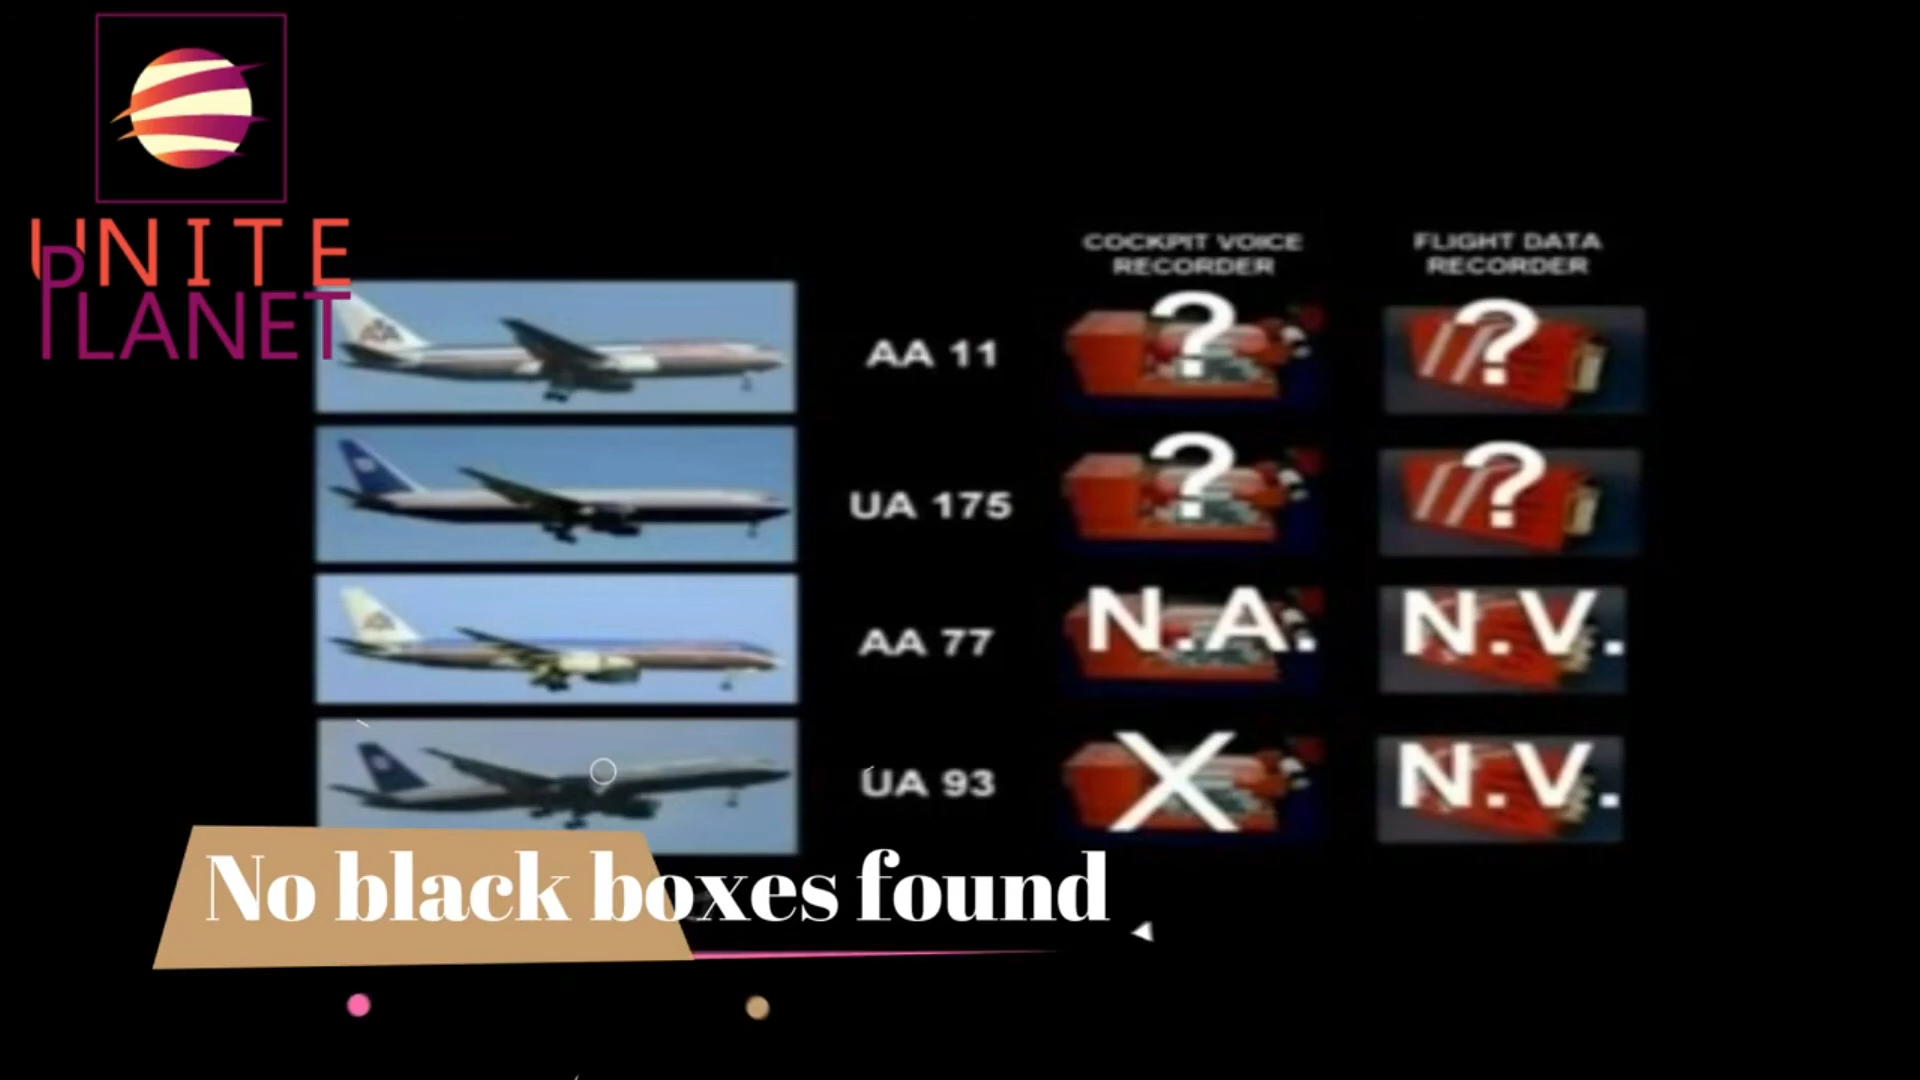 UNITE
PLANET
COCKPIT VOICE
RECORDER
FLIGHT DATA
RECORDER
AA 11
?
?
UA 175
?
?
AA 77
N.A.
N.V.
UA 93
X
N.V.
No black boxes found